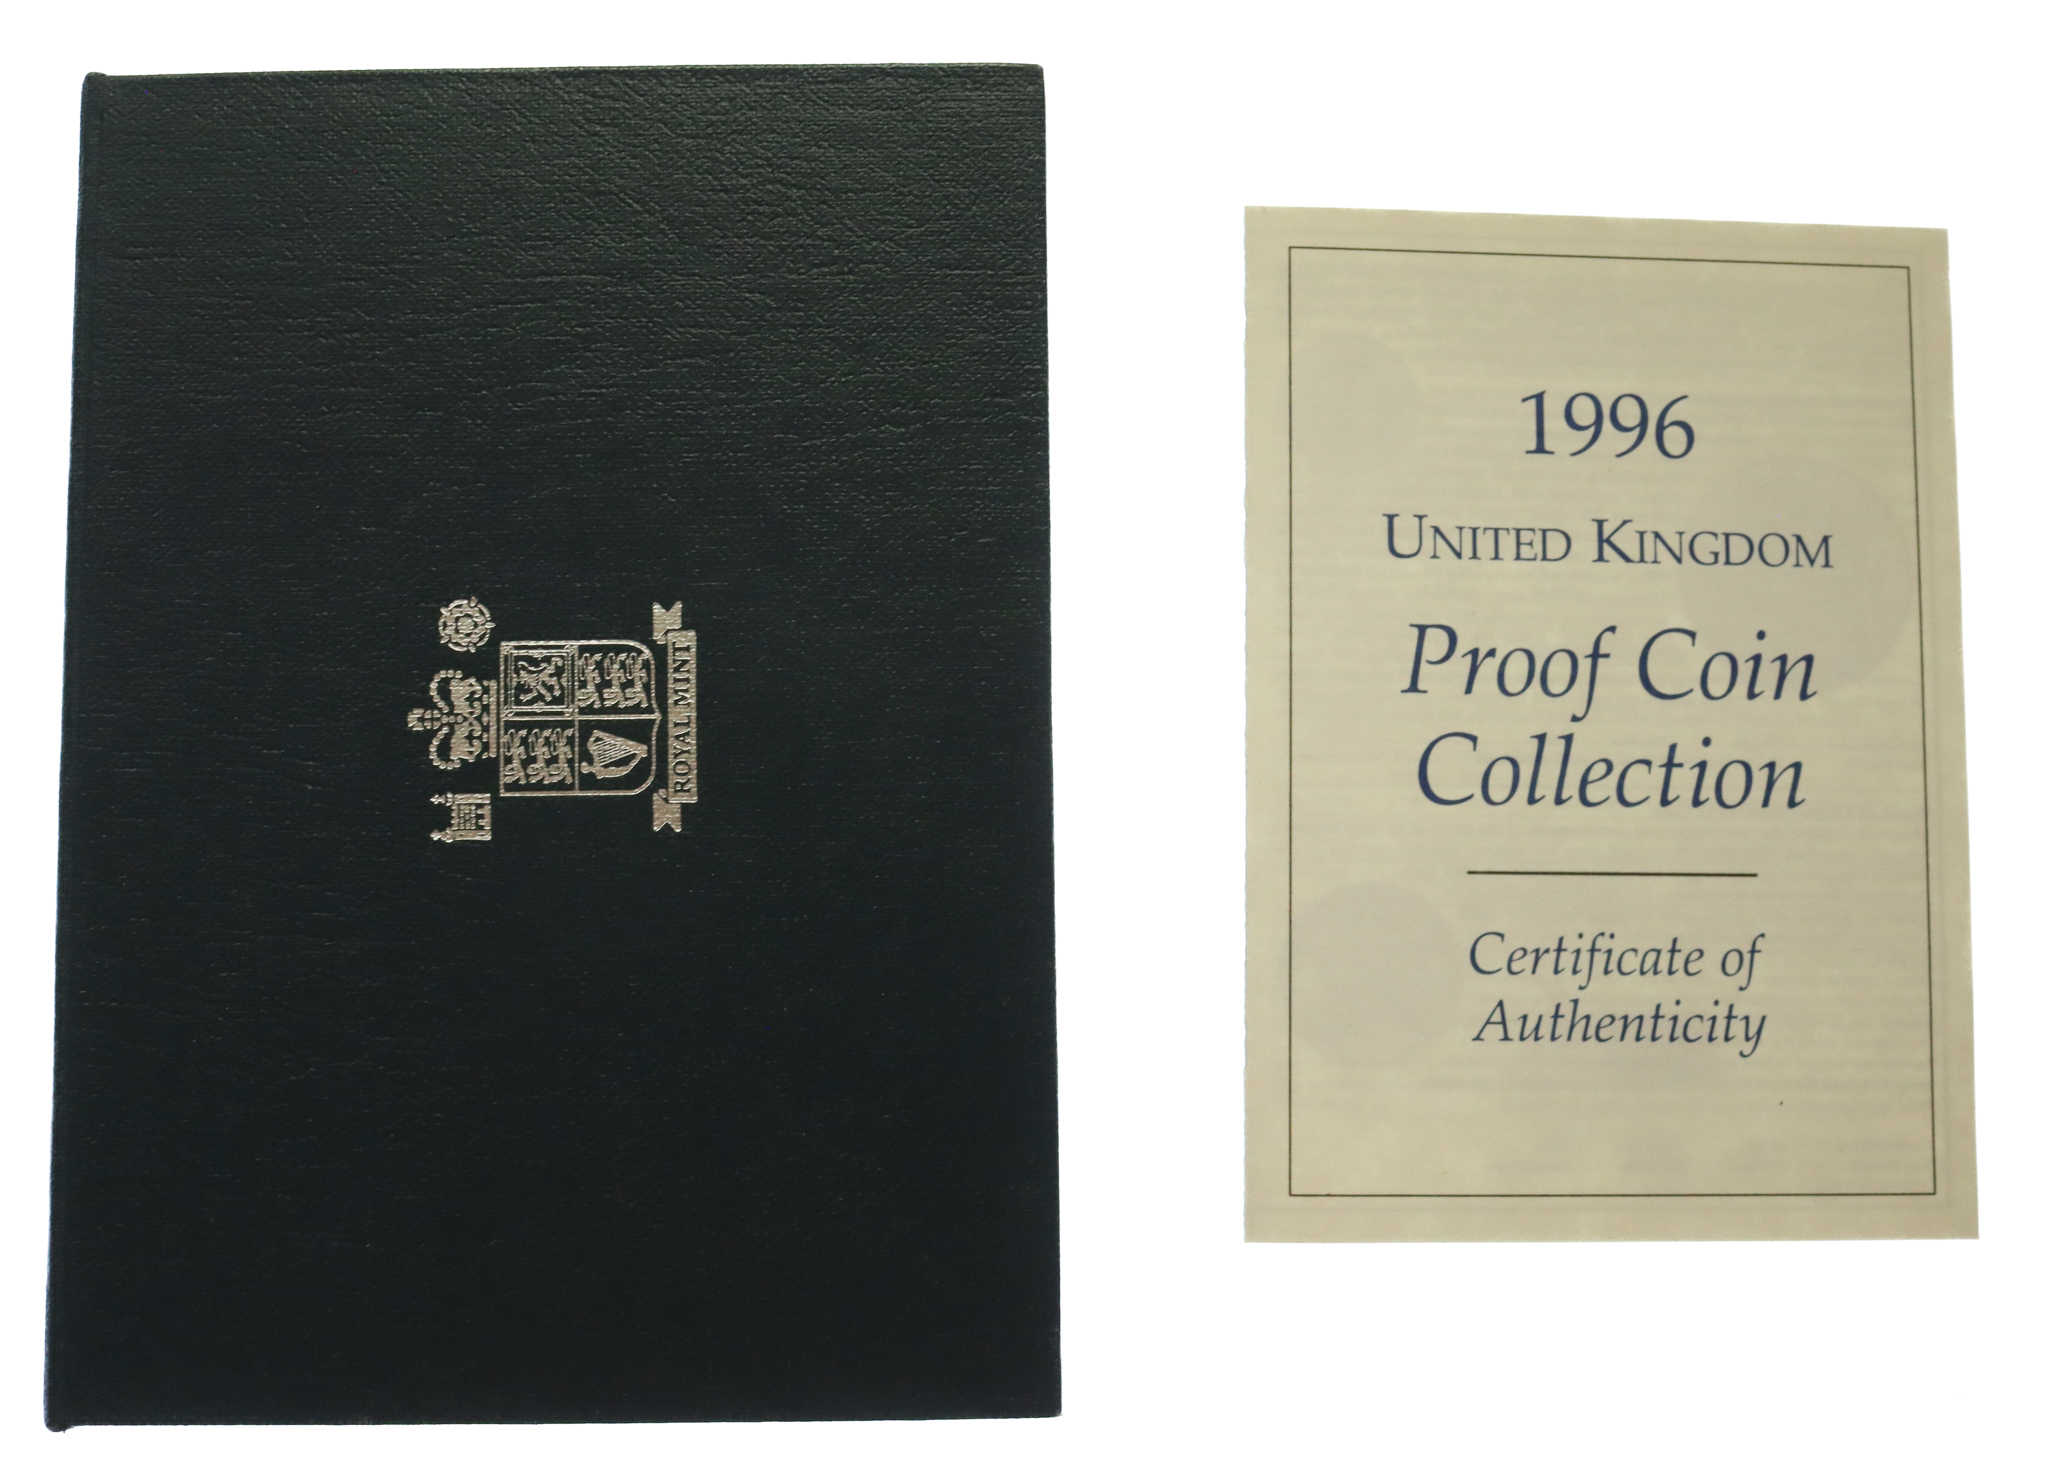 ROYAL MINT
1996
UNITED KINGDOM
Proof Coin
Collection
Certificate of
Authenticity